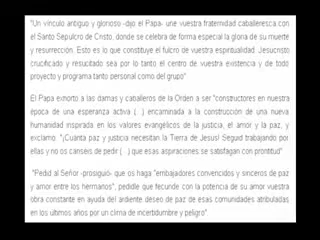 "Un vínculo antiguo y glorioso -dijo el Papa- une vuestra fraternidad caballeresca con
el Santo Sepulcro de Cristo, donde se celebra de forma especial la gloria de su muerte
y resurrección. Esto es lo que constituye el fulcro de vuestra espiritualidad. Jesucristo
crucificado y resucitado sea por lo tanto el centro de vuestra existencia y de todo
proyecto y programa tanto personal como del grupo"
El Papa exhortó a las damas y caballeros de la Orden a ser "constructores en nuestra
época de una esperanza activa (...) encaminada a la construcción de una nueva
humanidad inspirada en los valores evangélicos de la justicia, el amor y la paz, y
exclamó: "¡Cuánta paz y justicia necesitan la Tierra de Jesús! Seguid trabajando por
ellas y no os canséis de pedir (...) que esas aspiraciones se satisfagan con prontitud"
"Pedid al Señor -prosiguió- que os haga "embajadores convencidos y sinceros de paz
y amor entre los hermanos", pedidle que fecunde con la potencia de su amor vuestra
obra constante en ayuda del ardiente deseo de paz de esas comunidades atribuladas
en los últimos años por un clima de incertidumbre y peligro".